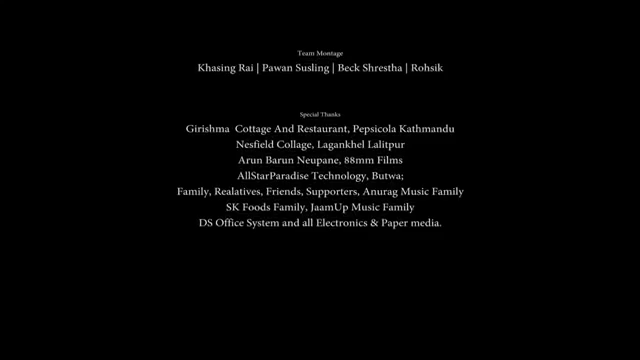 Team Montage
Khasing Rai | Pawan Susling | Beck Shrestha | Rohsik
Special Thanks
Girishma Cottage And Restaurant, Pepsicola Kathmandu
Nesfield Collage, Lagankhel Lalitpur
Arun Barun Neupane, 88mm Films
AllStarParadise Technology, Butwa;
Family, Realatives, Friends, Supporters, Anurag Music Family
SK Foods Family, JaamUp Music Family
DS Office System and all Electronics & Paper media.